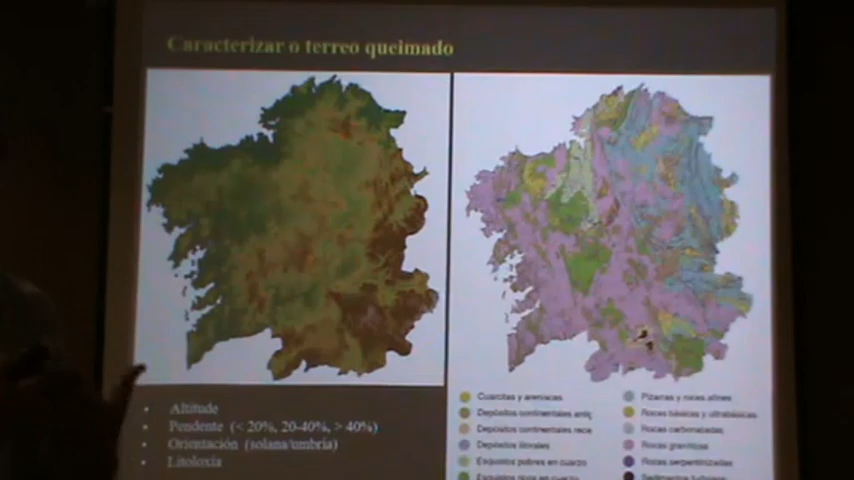 Caracterizar o terreo queimado
Altitude
Pendente (< 20%, 20-40%, > 40%)
Orientación (solana/umbría)
Litoloxía
Cuarcitas y areniscas
Depósitos continentales antig
Depósitos continentales rece
Depósitos litorales
Esquistos pobres en cuarzo
Esquistos ricos en cuarzo
Pizarras y rocas afines
Rocas básicas y ultrabásicas
Rocas carbonatadas
Rocas graníticas
Rocas serpentinizadas
Sedimentos